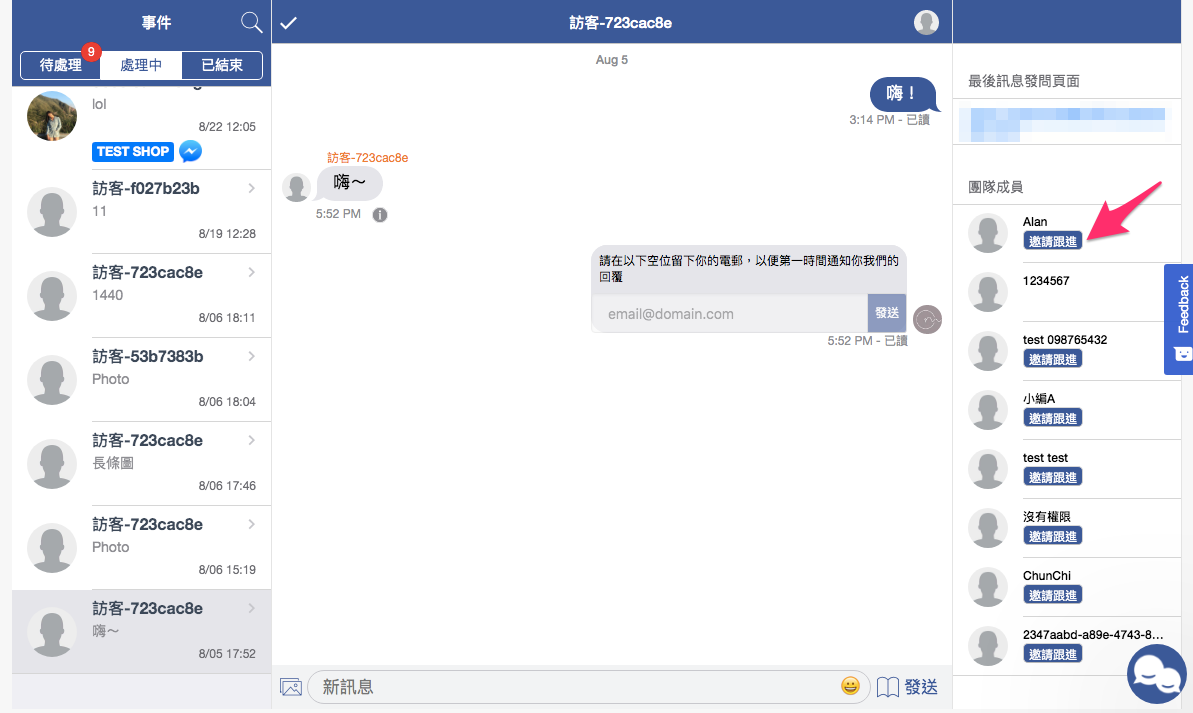 事件
待處理
9
處理中
已結束
lol
8/22 12:05
TEST SHOP
訪客-f027b23b
11
8/19 12:28
訪客-723cac8e
1440
8/06 18:11
訪客-53b7383b
Photo
8/06 18:04
訪客-723cac8e
長條圖
8/06 17:46
訪客-723cac8e
Photo
8/06 15:19
訪客-723cac8e
嗨～
8/05 17:52
訪客-723cac8e
Aug 5
嗨！
3:14 PM - 已讀
訪客-723cac8e
嗨～
5:52 PM
請在以下空位留下你的電郵，以便第一時間通知你我們的
回覆
email@domain.com
發送
5:52 PM - 已讀
新訊息
發送
最後訊息發問頁面
團隊成員
Alan
邀請跟進
1234567
test 098765432
邀請跟進
小編A
邀請跟進
test test
邀請跟進
沒有權限
邀請跟進
ChunChi
邀請跟進
2347aabd-a89e-4743-8...
邀請跟進
Feedback